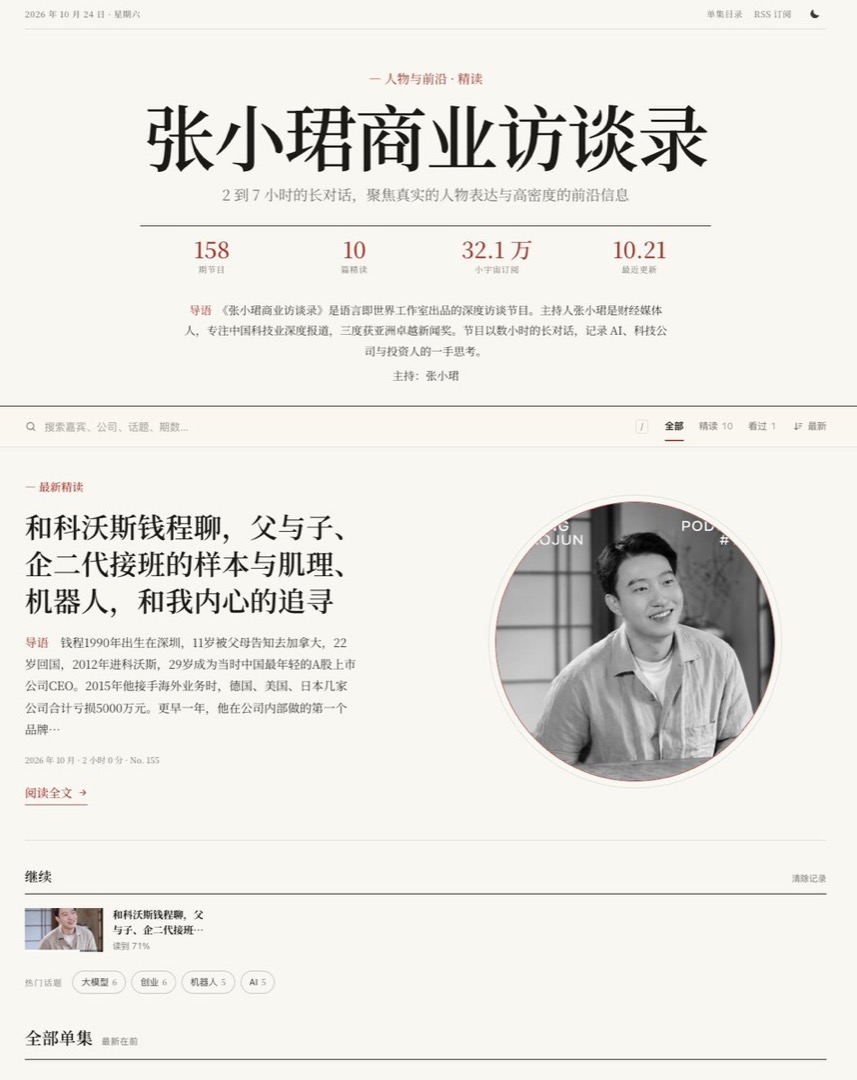 2026 年 10 月 24 日 · 星期六
单集目录 RSS 订阅
— 人物与前沿 · 精读
张小珺商业访谈录
2 到 7 小时的长对话，聚焦真实的人物表达与高密度的前沿信息
158 10 32.1 万 10.21
期节目 篇精读 小宇宙订阅 最近更新
导语 《张小珺商业访谈录》是语言即世界工作室出品的深度访谈节目。主持人张小珺是财经媒体
人，专注中国科技业深度报道，三度获亚洲卓越新闻奖。节目以数小时的长对话，记录 AI、科技公
司与投资人的一手思考。
主持：张小珺
搜索嘉宾、公司、话题、期数... / 全部 精读 10 看过 1 最新
— 最新精读
和科沃斯钱程聊，父与子、
企二代接班的样本与肌理、
机器人，和我内心的追寻
导语 钱程1990年出生在深圳，11岁被父母告知去加拿大，22
岁回国，2012年进科沃斯，29岁成为当时中国最年轻的A股上市
公司CEO。2015年他接手海外业务时，德国、美国、日本几家
公司合计亏损5000万元。更早一年，他在公司内部做的第一个
品牌…
2026 年 10 月 · 2 小时 0 分 · No. 155
阅读全文 →
G
OJUN
POD
#
继续 清除记录
和科沃斯钱程聊，父
与子、企二代接班…
读到 71%
热门话题 大模型 6 创业 6 机器人 5 AI 5
全部单集 最新在前